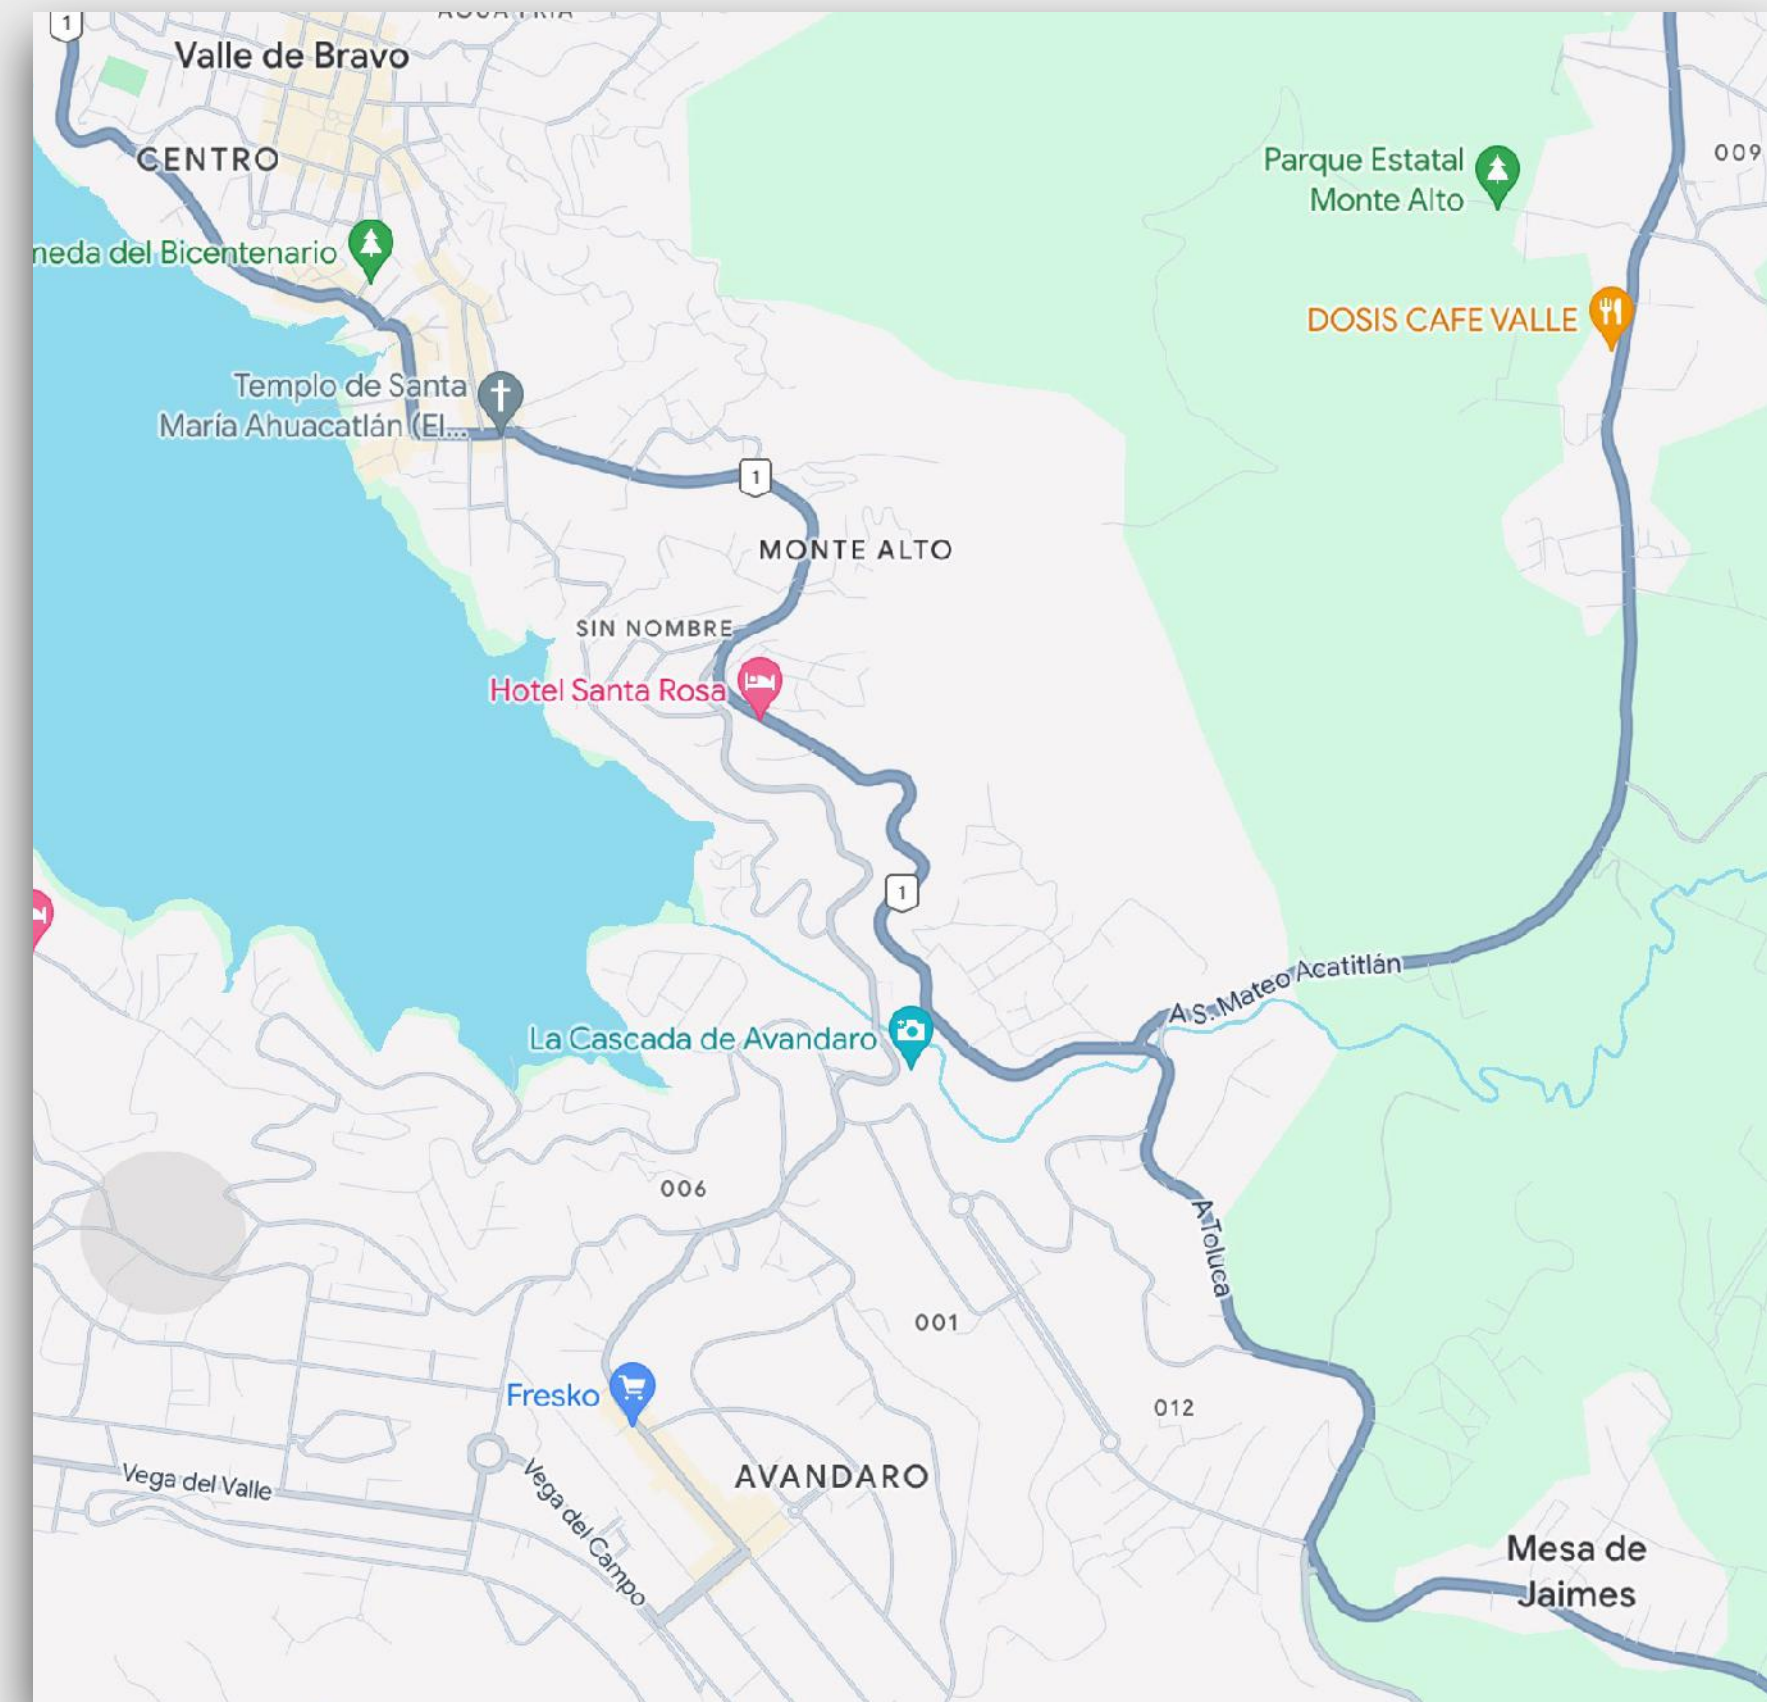 1
Valle de Bravo
CENTRO
009
Parque Estatal
Monte Alto
neda del Bicentenario
DOSIS CAFE VALLE
Templo de Santa
María Ahuacatlán (El...
1
MONTE ALTO
SIN NOMBRE
Hotel Santa Rosa
1
A S. Mateo Acatitlán
La Cascada de Avandaro
006
A Toluca
001
Fresko
012
Vega del Valle
Vega del Campo
AVANDARO
Mesa de
Jaimes